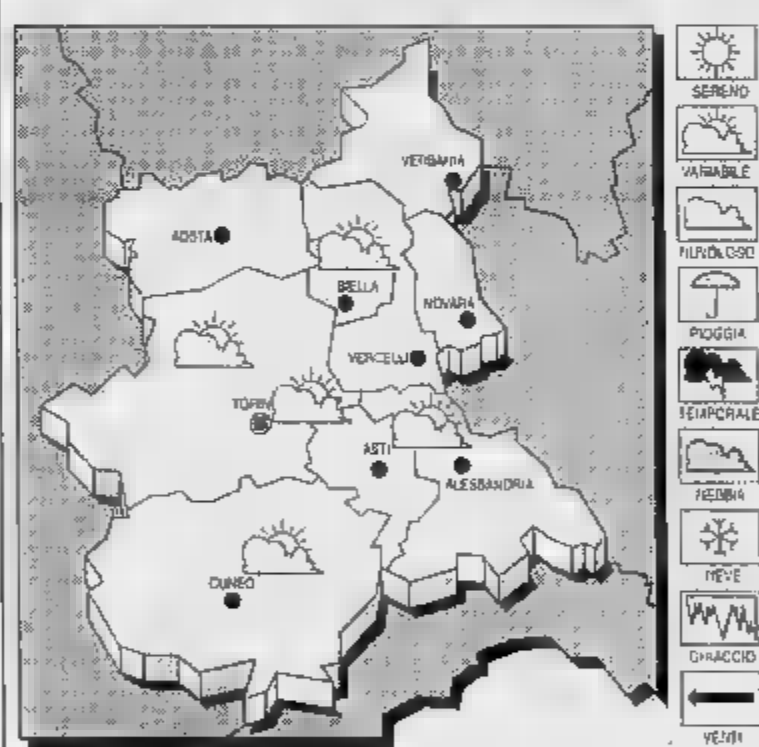 SERENO
VERBANIA
VARIABILE
AOSTA
NUVOLOSO
BIELLA
NOVARA
PIOGGIA
VERCELLI
TORINO
TEMPORALE
ASTI
ALESSANDRIA
NEBBIA
NEVE
CUNEO
GHIACCIO
VENTI